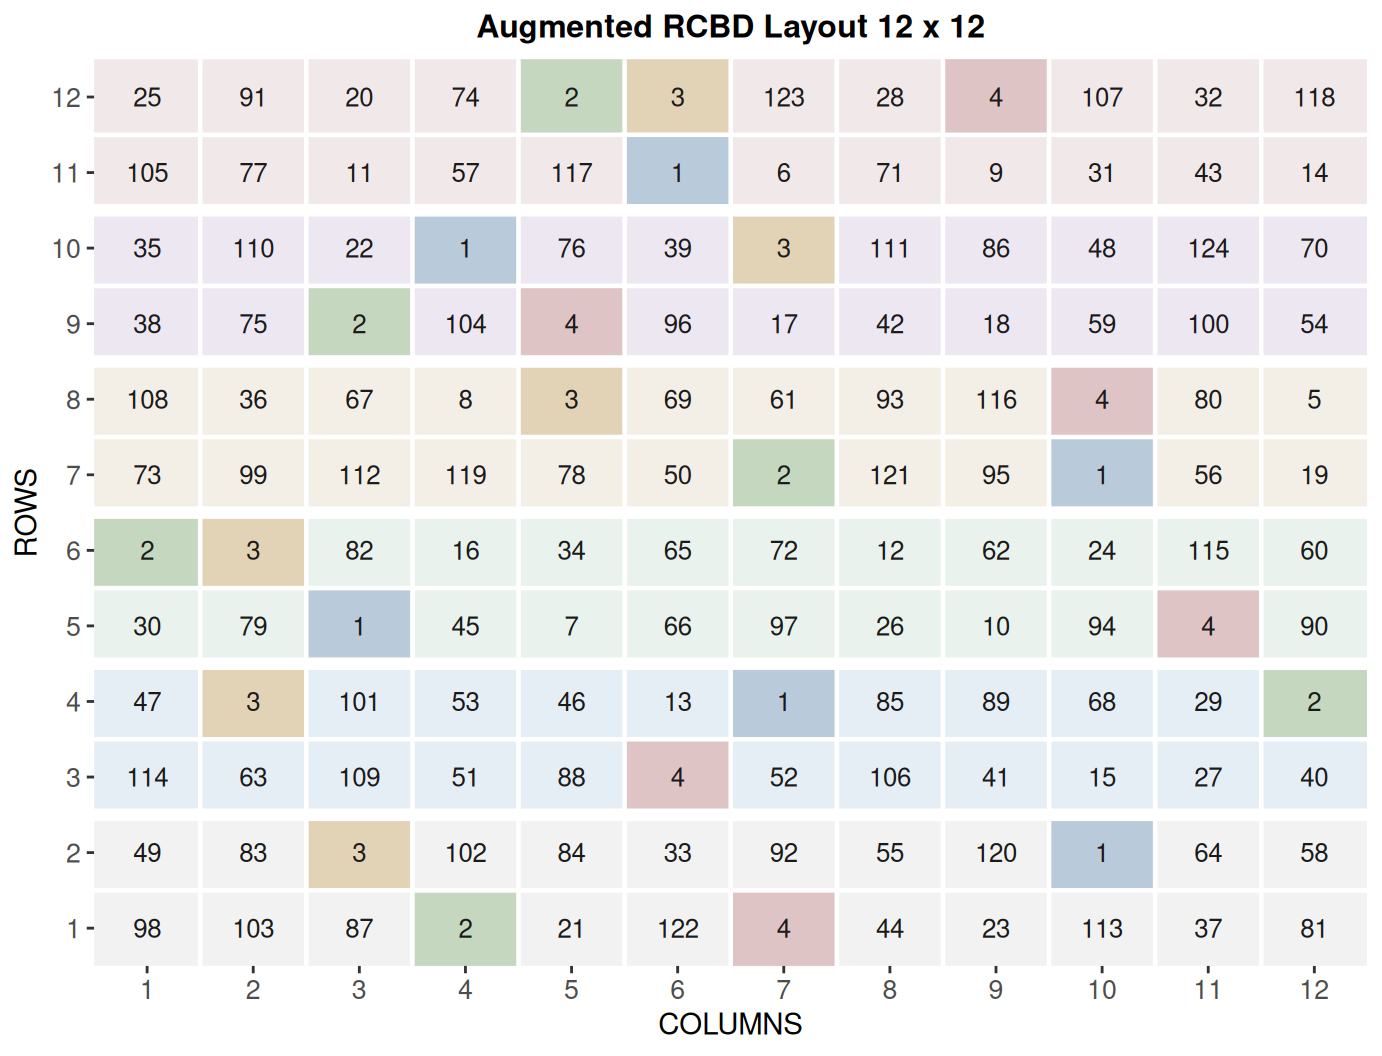 Augmented RCBD Layout 12 x 12
12 25 91 20 74 2 3 123 28 4 107 32 118
11 105 77 11 57 117 1 6 71 9 31 43 14
10 35 110 22 1 76 39 3 111 86 48 124 70
9 38 75 2 104 4 96 17 42 18 59 100 54
8 108 36 67 8 3 69 61 93 116 4 80 5
7 73 99 112 119 78 50 2 121 95 1 56 19
ROWS
6 2 3 82 16 34 65 72 12 62 24 115 60
5 30 79 1 45 7 66 97 26 10 94 4 90
4 47 3 101 53 46 13 1 85 89 68 29 2
3 114 63 109 51 88 4 52 106 41 15 27 40
2 49 83 3 102 84 33 92 55 120 1 64 58
1 98 103 87 2 21 122 4 44 23 113 37 81
1 2 3 4 5 6 7 8 9 10 11 12
COLUMNS